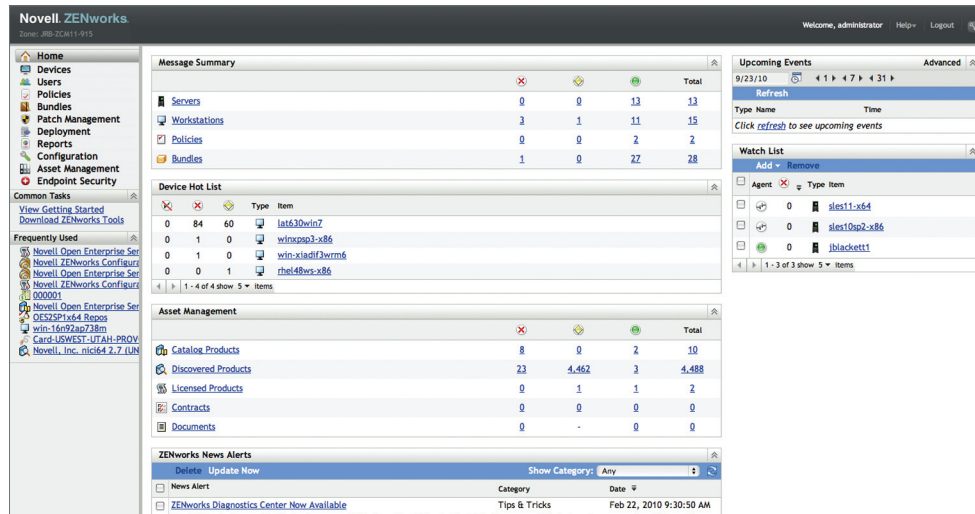 Novell. ZENworks.
Zone: JRB-ZCM11-915
Welcome, administrator Help Logout
Home
Devices
Users
Policies
Bundles
Patch Management
Deployment
Reports
Configuration
Asset Management
Endpoint Security
Common Tasks
View Getting Started
Download ZENworks Tools
Frequently Used
Novell Open Enterprise Ser
Novell ZENworks Configura
Novell Open Enterprise Ser
Novell ZENworks Configura
000001
Novell Open Enterprise Ser
OES2SP1x64 Repos
win-16n92ap738m
Card-USWEST-UTAH-PROV
Novell, Inc. nici64 2.7 (UN
Message Summary
Total
Servers 0 0 13 13
Workstations 3 1 11 15
Policies 0 0 2 2
Bundles 1 0 27 28
Device Hot List
Type Item
0 84 60 lat630win7
0 1 0 winxpsp3-x86
0 1 0 win-xiadif3wrm6
0 0 1 rhel48ws-x86
1 - 4 of 4 show 5 items
Asset Management
Total
Catalog Products 8 0 2 10
Discovered Products 23 4,462 3 4,488
Licensed Products 0 1 1 2
Contracts 0 0 0 0
Documents 0 - 0 0
ZENworks News Alerts
Delete Update Now Show Category: Any
News Alert Category Date
ZENworks Diagnostics Center Now Available Tips & Tricks Feb 22, 2010 9:30:50 AM
Upcoming Events Advanced
9/23/10 1 7 31
Refresh
Type Name Time
Click refresh to see upcoming events
Watch List
Add Remove
Agent Type Item
0 sles11-x64
0 sles10sp2-x86
0 jblackett1
1 - 3 of 3 show 5 items